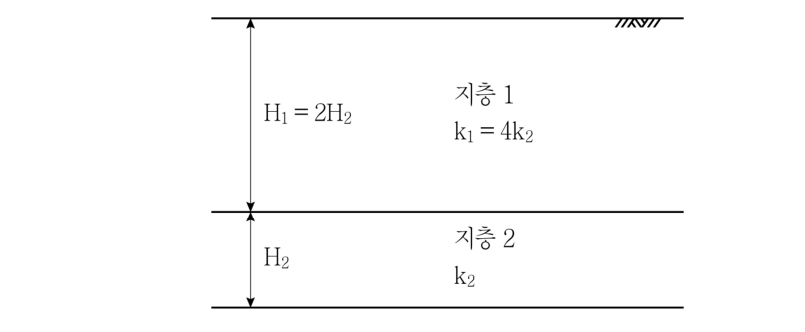 지층 1
H₁ = 2H₂
k₁ = 4k₂
지층 2
H₂
k₂